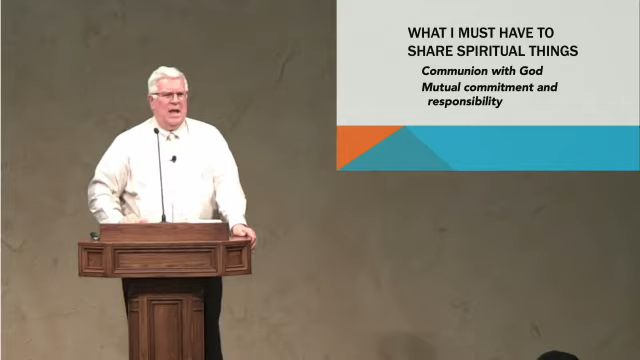 WHAT I MUST HAVE TO
SHARE SPIRITUAL THINGS
Communion with God
Mutual commitment and
responsibility